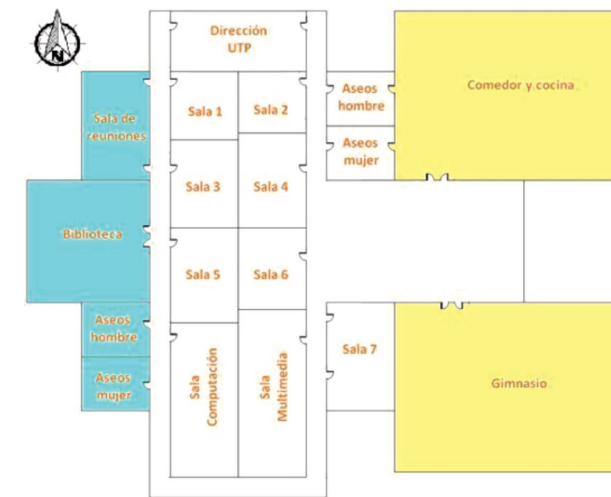 N
Dirección
UTP
Sala de
reuniones
Sala 1
Sala 2
Aseos
hombre
Comedor y cocina
Aseos
mujer
Sala 3
Sala 4
Biblioteca
Sala 5
Sala 6
Aseos
hombre
Aseos
mujer
Sala
Computación
Sala
Multimedia
Sala 7
Gimnasio